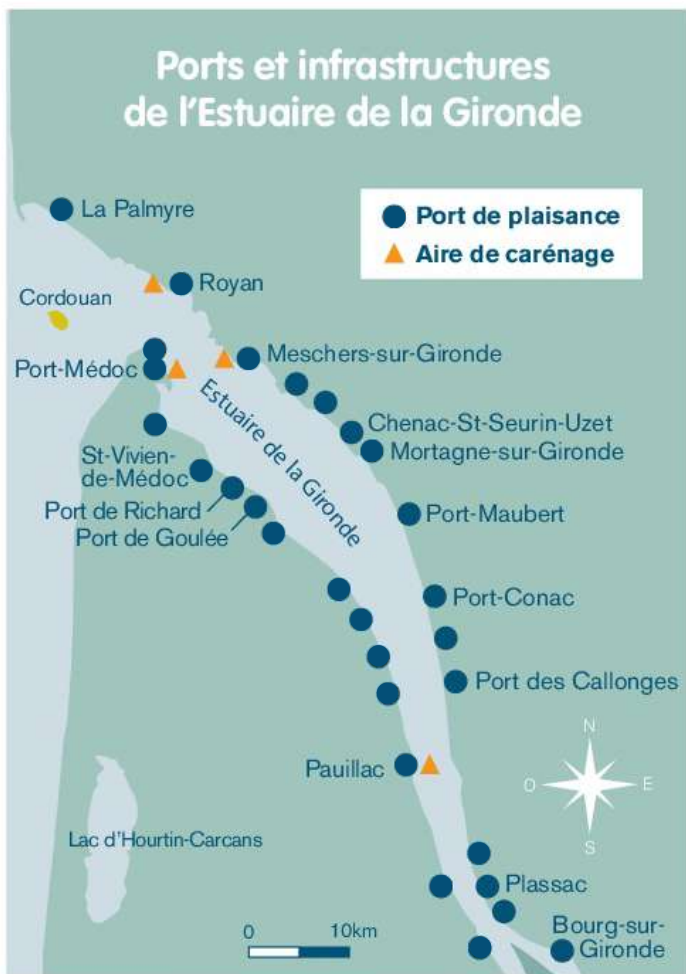 Ports et infrastructures
de l'Estuaire de la Gironde
Port de plaisance
Aire de carénage
La Palmyre
Royan
Cordouan
Meschers-sur-Gironde
Port-Médoc
Estuaire de la Gironde
Chenac-St-Seurin-Uzet
Mortagne-sur-Gironde
St-Vivien-
de-Médoc
Port de Richard
Port de Goulée
Port-Maubert
Port-Conac
Port des Callonges
Pauillac
N
O
E
S
Lac d'Hourtin-Carcans
Plassac
Bourg-sur-
Gironde
0
10km